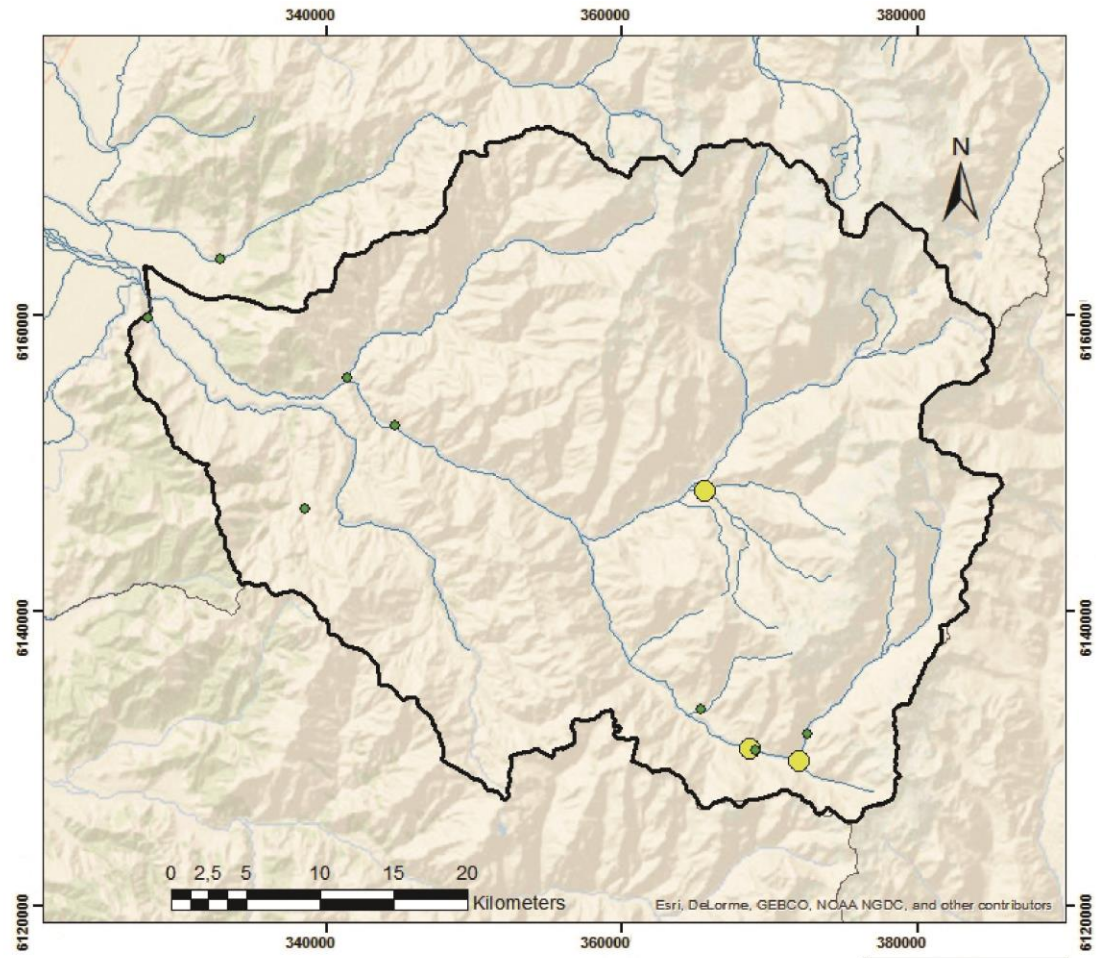 340000 360000 380000
N
6160000 6160000
6140000 6140000
0 2,5 5 10 15 20
Kilometers
Esri, DeLorme, GEBCO, NOAA NGDC, and other contributors
6120000 6120000
340000 360000 380000